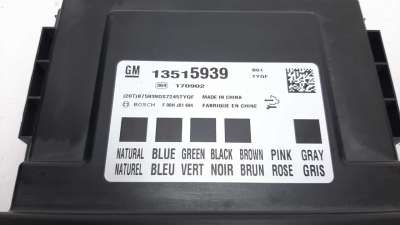 GM 13515939
170902
MADE IN CHINA
BOSCH FABRIQUE EN CHINE
NATURAL BLUE GREEN BLACK BROWN PINK GRAY
NATUREL BLEU VERT NOIR BRUN ROSE GRIS